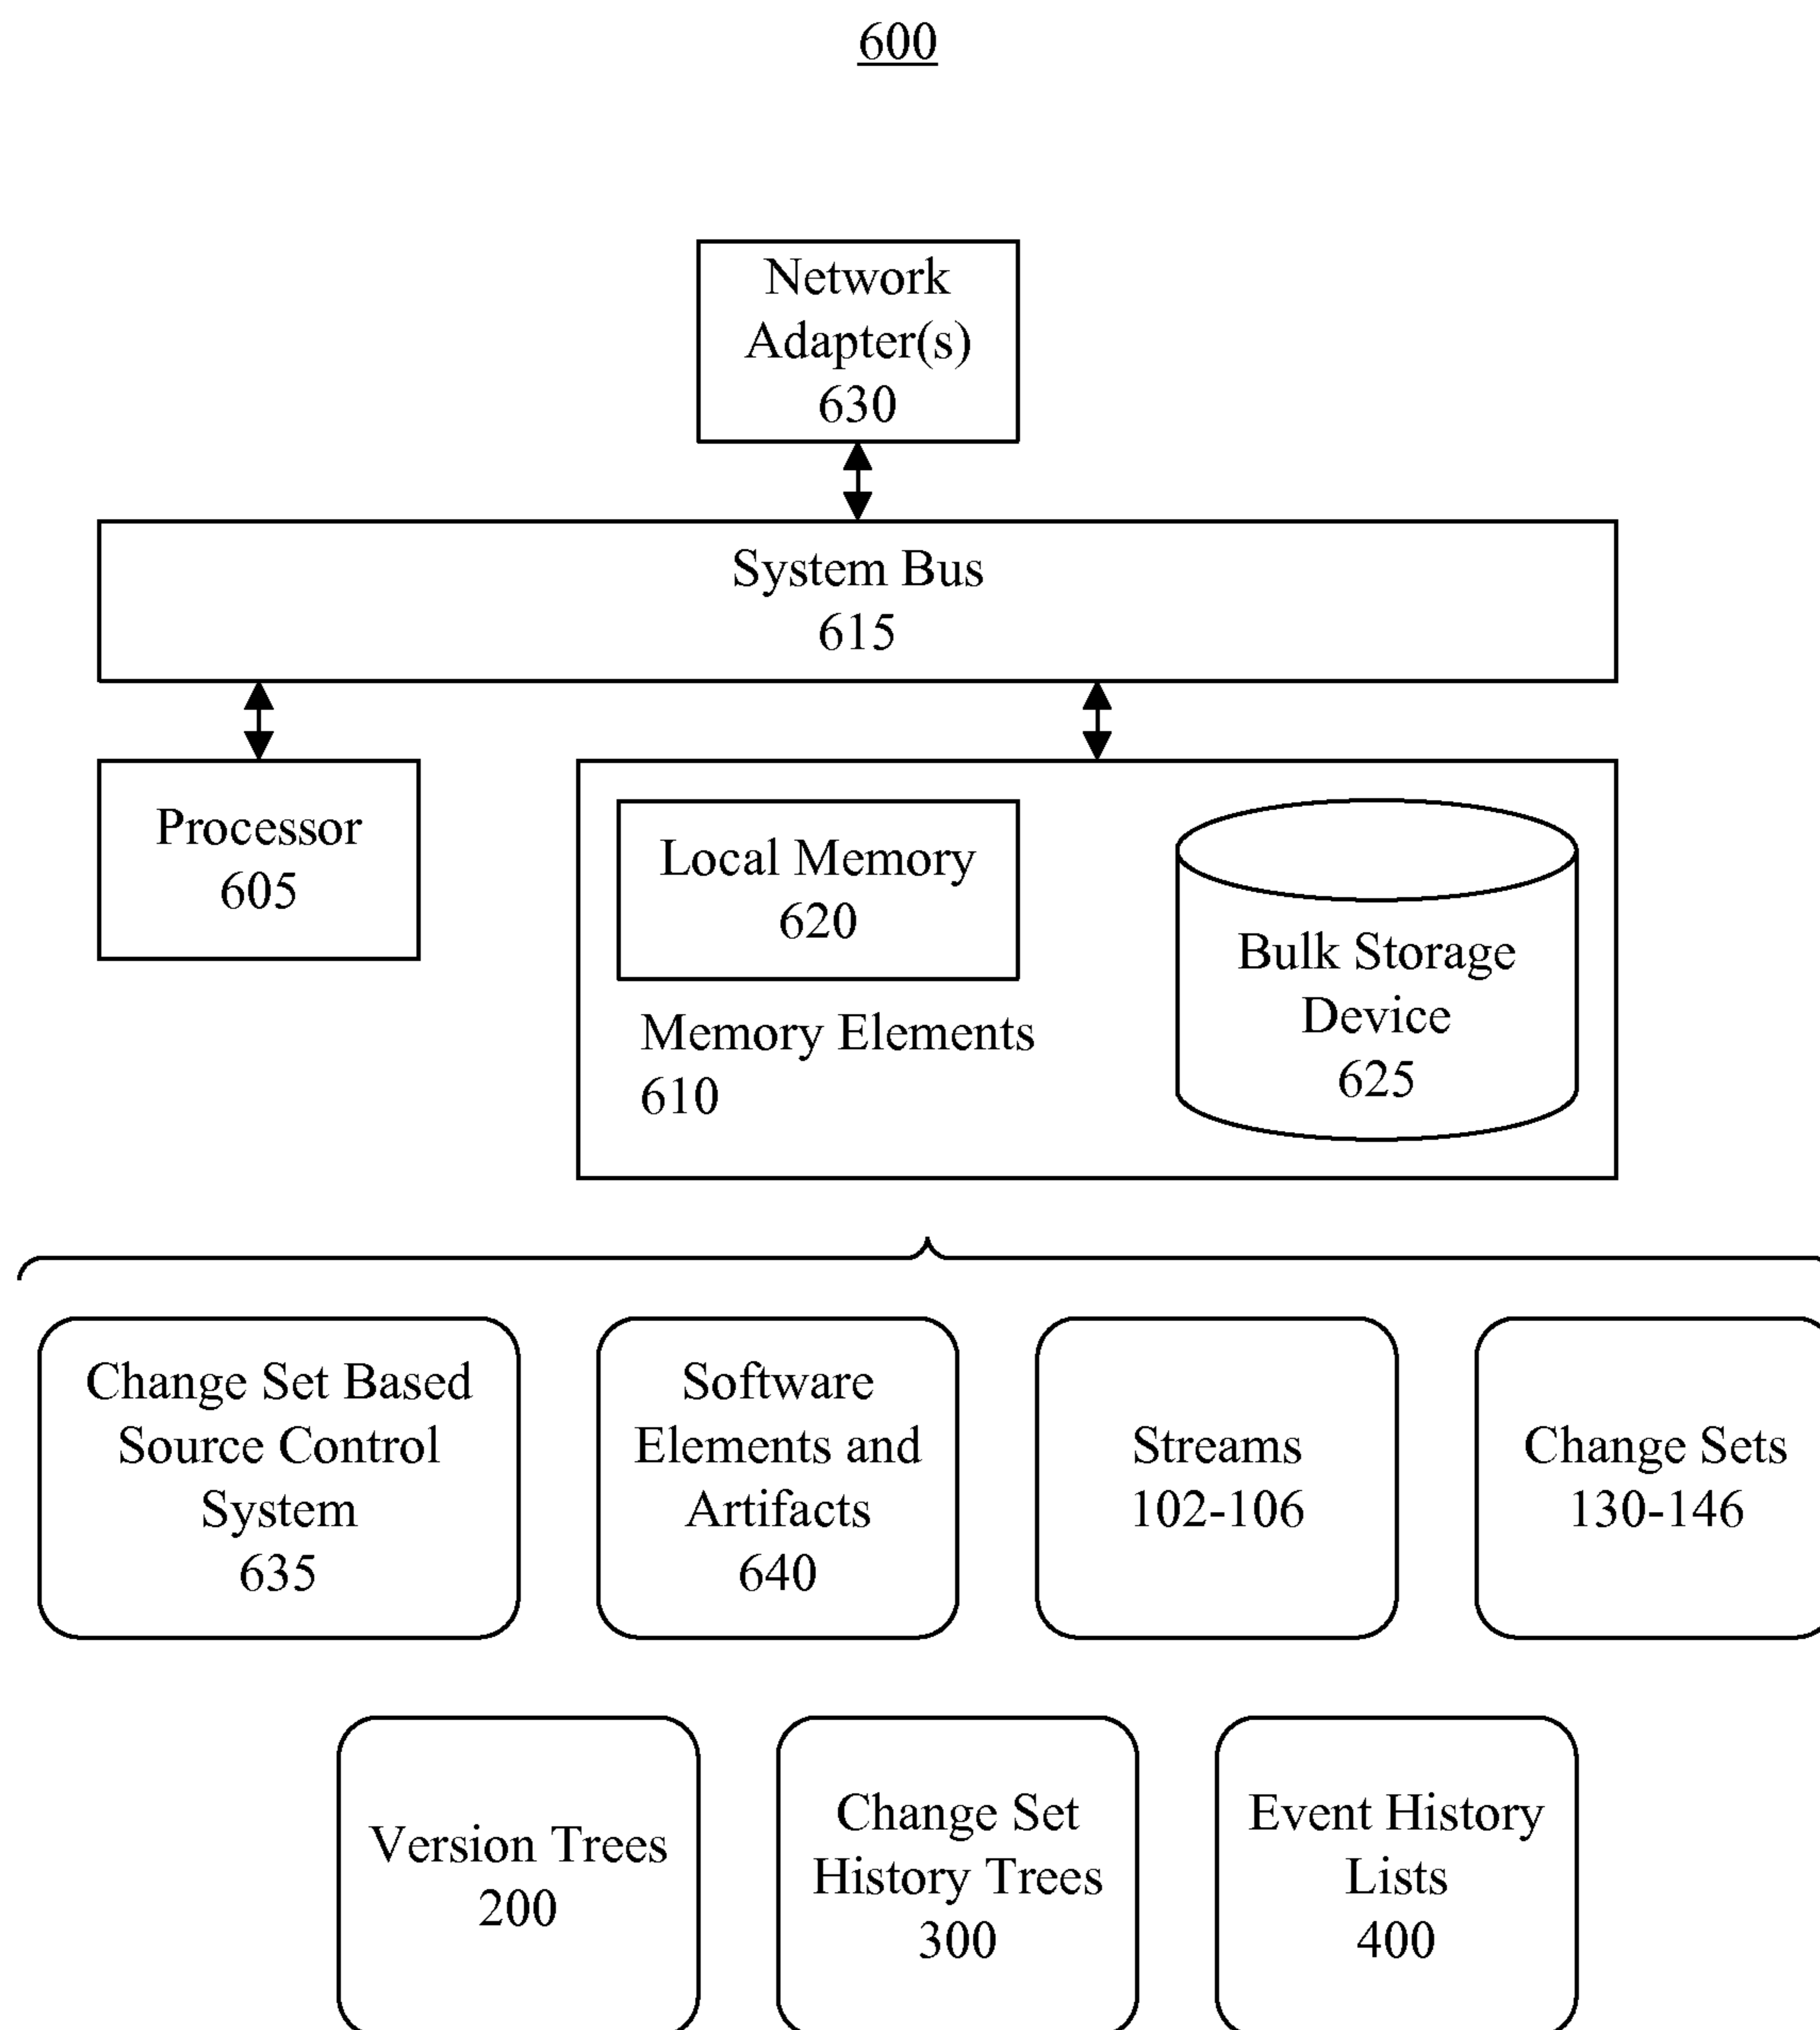 600
Network
Adapter(s)
630
System Bus
615
Processor
605
Local Memory
620
Memory Elements
610
Bulk Storage
Device
625
Change Set Based
Source Control
System
635
Software
Elements and
Artifacts
640
Streams
102-106
Change Sets
130-146
Version Trees
200
Change Set
History Trees
300
Event History
Lists
400